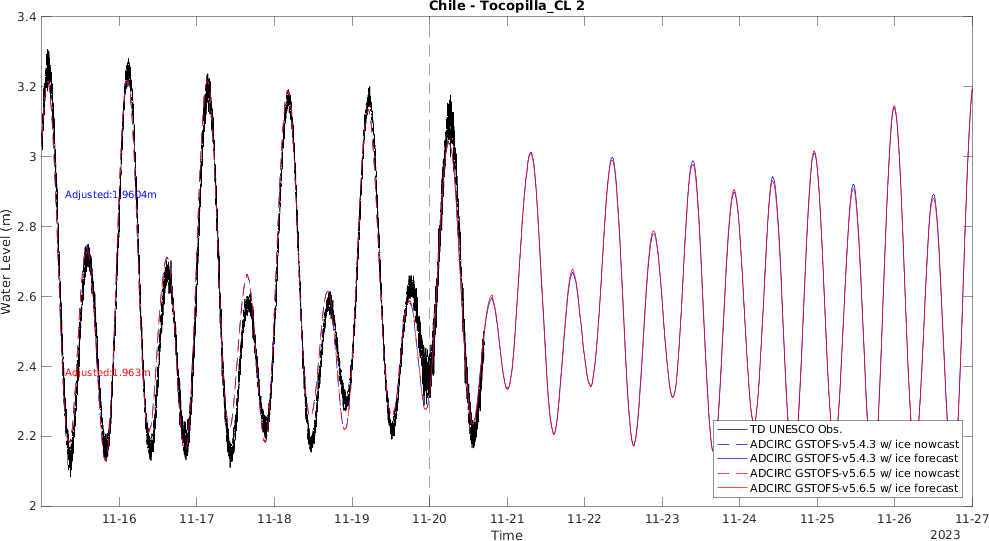 Chile - Tocopilla_CL 2
3.4
3.2
3
2.8
2.6
2.4
2.2
2
Water Level (m)
Adjusted:1.9604m
Adjusted:1.963m
TD UNESCO Obs.
ADCIRC GSTOFS-v5.4.3 w/ ice nowcast
ADCIRC GSTOFS-v5.4.3 w/ ice forecast
ADCIRC GSTOFS-v5.6.5 w/ ice nowcast
ADCIRC GSTOFS-v5.6.5 w/ ice forecast
11-16 11-17 11-18 11-19 11-20 11-21 11-22 11-23 11-24 11-25 11-26 11-27
Time
2023